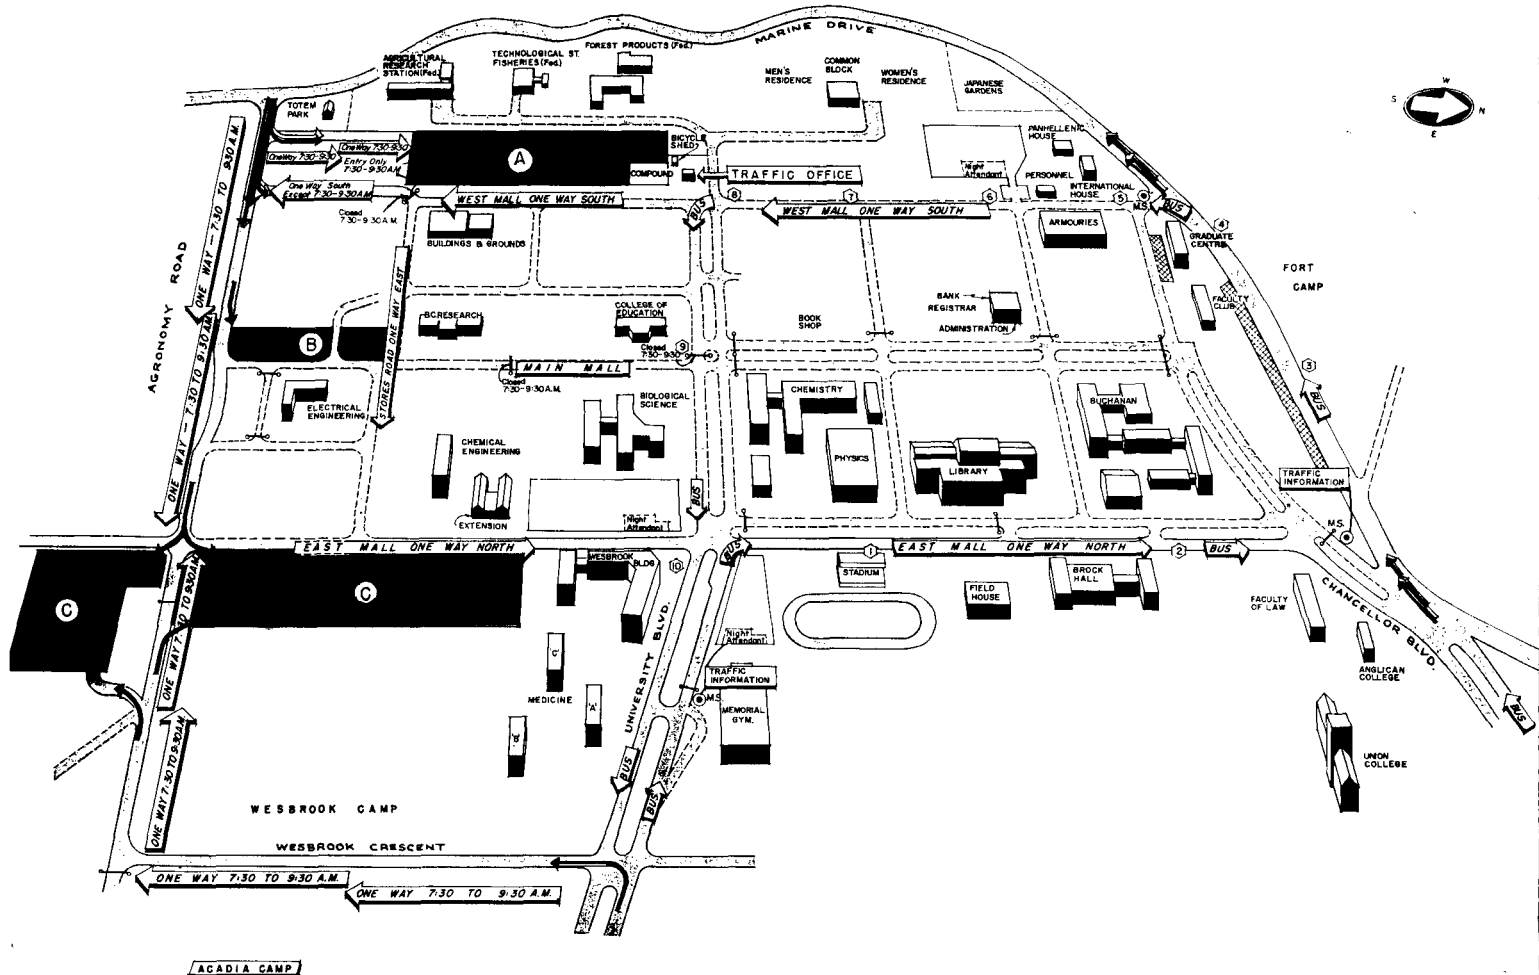 MARINE DRIVE
FOREST PRODUCTS (Fed.)
TECHNOLOGICAL ST.
FISHERIES (Fed.)
AGRICULTURAL
RESEARCH
STATION (Fed.)
MEN'S
RESIDENCE
COMMON
BLOCK
WOMEN'S
RESIDENCE
JAPANESE
GARDENS
W
S
N
E
TOTEM
PARK
One Way 7:30-9:30
One Way 7:30-9:30
Entry Only
7:30-9:30 A.M.
One Way South
Except 7:30-9:30 A.M.
Closed
7:30-9:30 A.M.
A
BICYCLE
SHED
COMPOUND
TRAFFIC OFFICE
Night
Attendant
PANHELLENIC
HOUSE
PERSONNEL
INTERNATIONAL
HOUSE
M.S.
BUS
WEST MALL ONE WAY SOUTH
BUS
8
7
WEST MALL ONE WAY SOUTH
6
5
4
GRADUATE
CENTRE
ARMOURIES
BUILDINGS & GROUNDS
FORT
CAMP
FACULTY
CLUB
AGRONOMY ROAD
ONE WAY - 7:30 TO 9:30 A.M.
ONE WAY - 7:30 TO 9:30 A.M.
STORES ROAD ONE WAY EAST
B
B.C. RESEARCH
COLLEGE OF
EDUCATION
Closed
7:30-9:30
9
BOOK
SHOP
BANK
REGISTRAR
ADMINISTRATION
3
BUS
MAIN MALL
Closed
7:30-9:30 A.M.
ELECTRICAL
ENGINEERING
BIOLOGICAL
SCIENCE
CHEMISTRY
BUCHANAN
CHEMICAL
ENGINEERING
PHYSICS
LIBRARY
TRAFFIC
INFORMATION
M.S.
EXTENSION
Night
Attendant
BUS
EAST MALL ONE WAY NORTH
BUS
1
EAST MALL ONE WAY NORTH
2
BUS
WESBROOK
BLDG
10
STADIUM
FIELD
HOUSE
BROCK
HALL
FACULTY
OF LAW
CHANCELLOR BLVD.
ANGLICAN
COLLEGE
BUS
UNION
COLLEGE
C
C
ONE WAY 7:30 TO 9:30 A.M.
ONE WAY 7:30 TO 9:30 A.M.
MEDICINE
"A"
"B"
UNIVERSITY BLVD.
Night
Attendant
TRAFFIC
INFORMATION
M.S.
MEMORIAL
GYM.
BUS
BUS
WESBROOK CAMP
WESBROOK CRESCENT
ONE WAY 7:30 TO 9:30 A.M.
ONE WAY 7:30 TO 9:30 A.M.
ACADIA CAMP